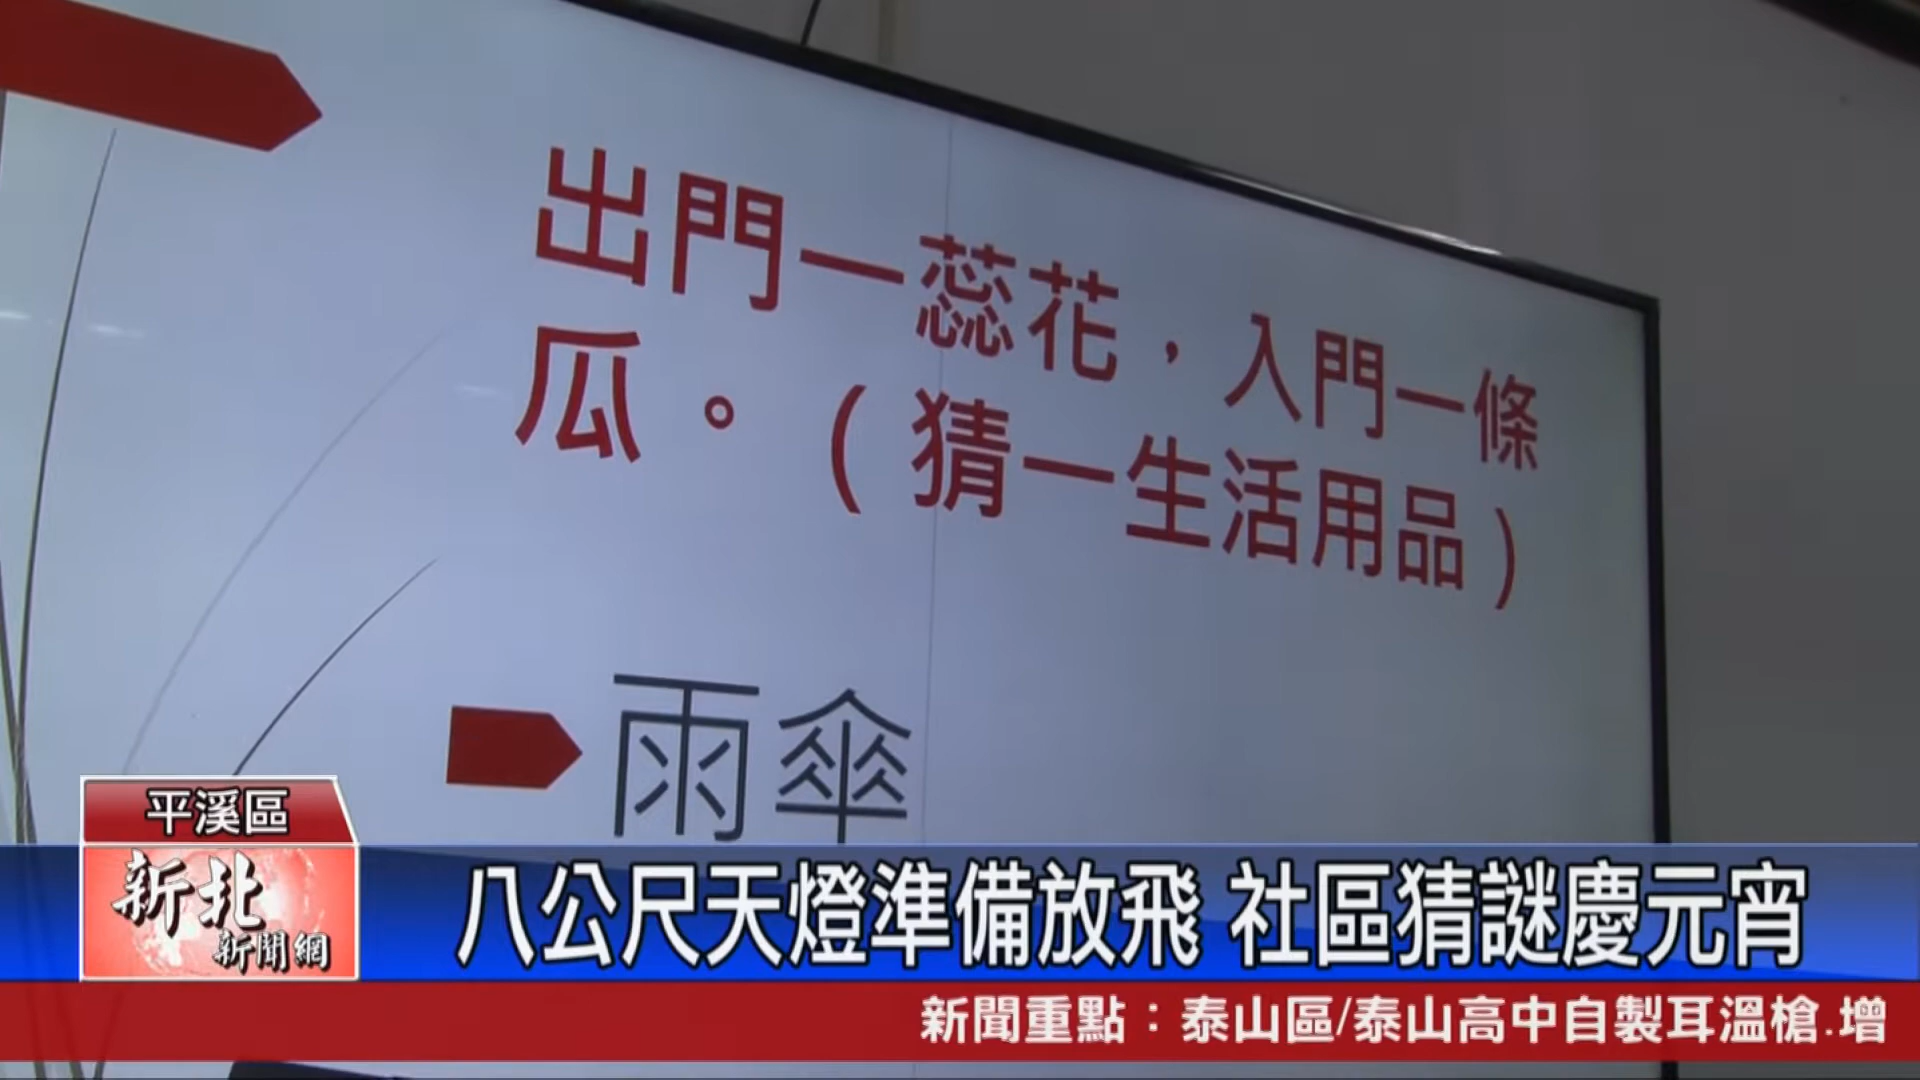 出門一蕊花，入門一條
瓜。（猜一生活用品）
雨傘
平溪區
新北
新聞網
八公尺天燈準備放飛 社區猜謎慶元宵
新聞重點：泰山區/泰山高中自製耳溫槍.增